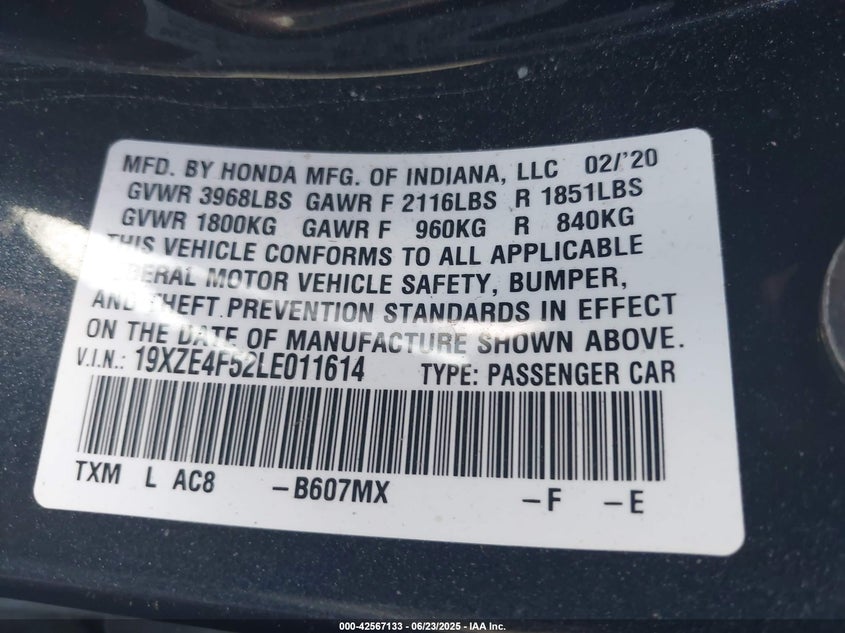 MFD. BY HONDA MFG. OF INDIANA, LLC 02/'20
GVWR 3968LBS GAWR F 2116LBS R 1851LBS
GVWR 1800KG GAWR F 960KG R 840KG
THIS VEHICLE CONFORMS TO ALL APPLICABLE
MOTOR VEHICLE SAFETY, BUMPER,
AND THEFT PREVENTION STANDARDS IN EFFECT
ON THE DATE OF MANUFACTURE SHOWN ABOVE.
V.I.N.: 19XZE4F52LE011614 TYPE: PASSENGER CAR
TXM L AC8 -B607MX -F -E
000-42567133 - 06/23/2025 - IAA Inc.